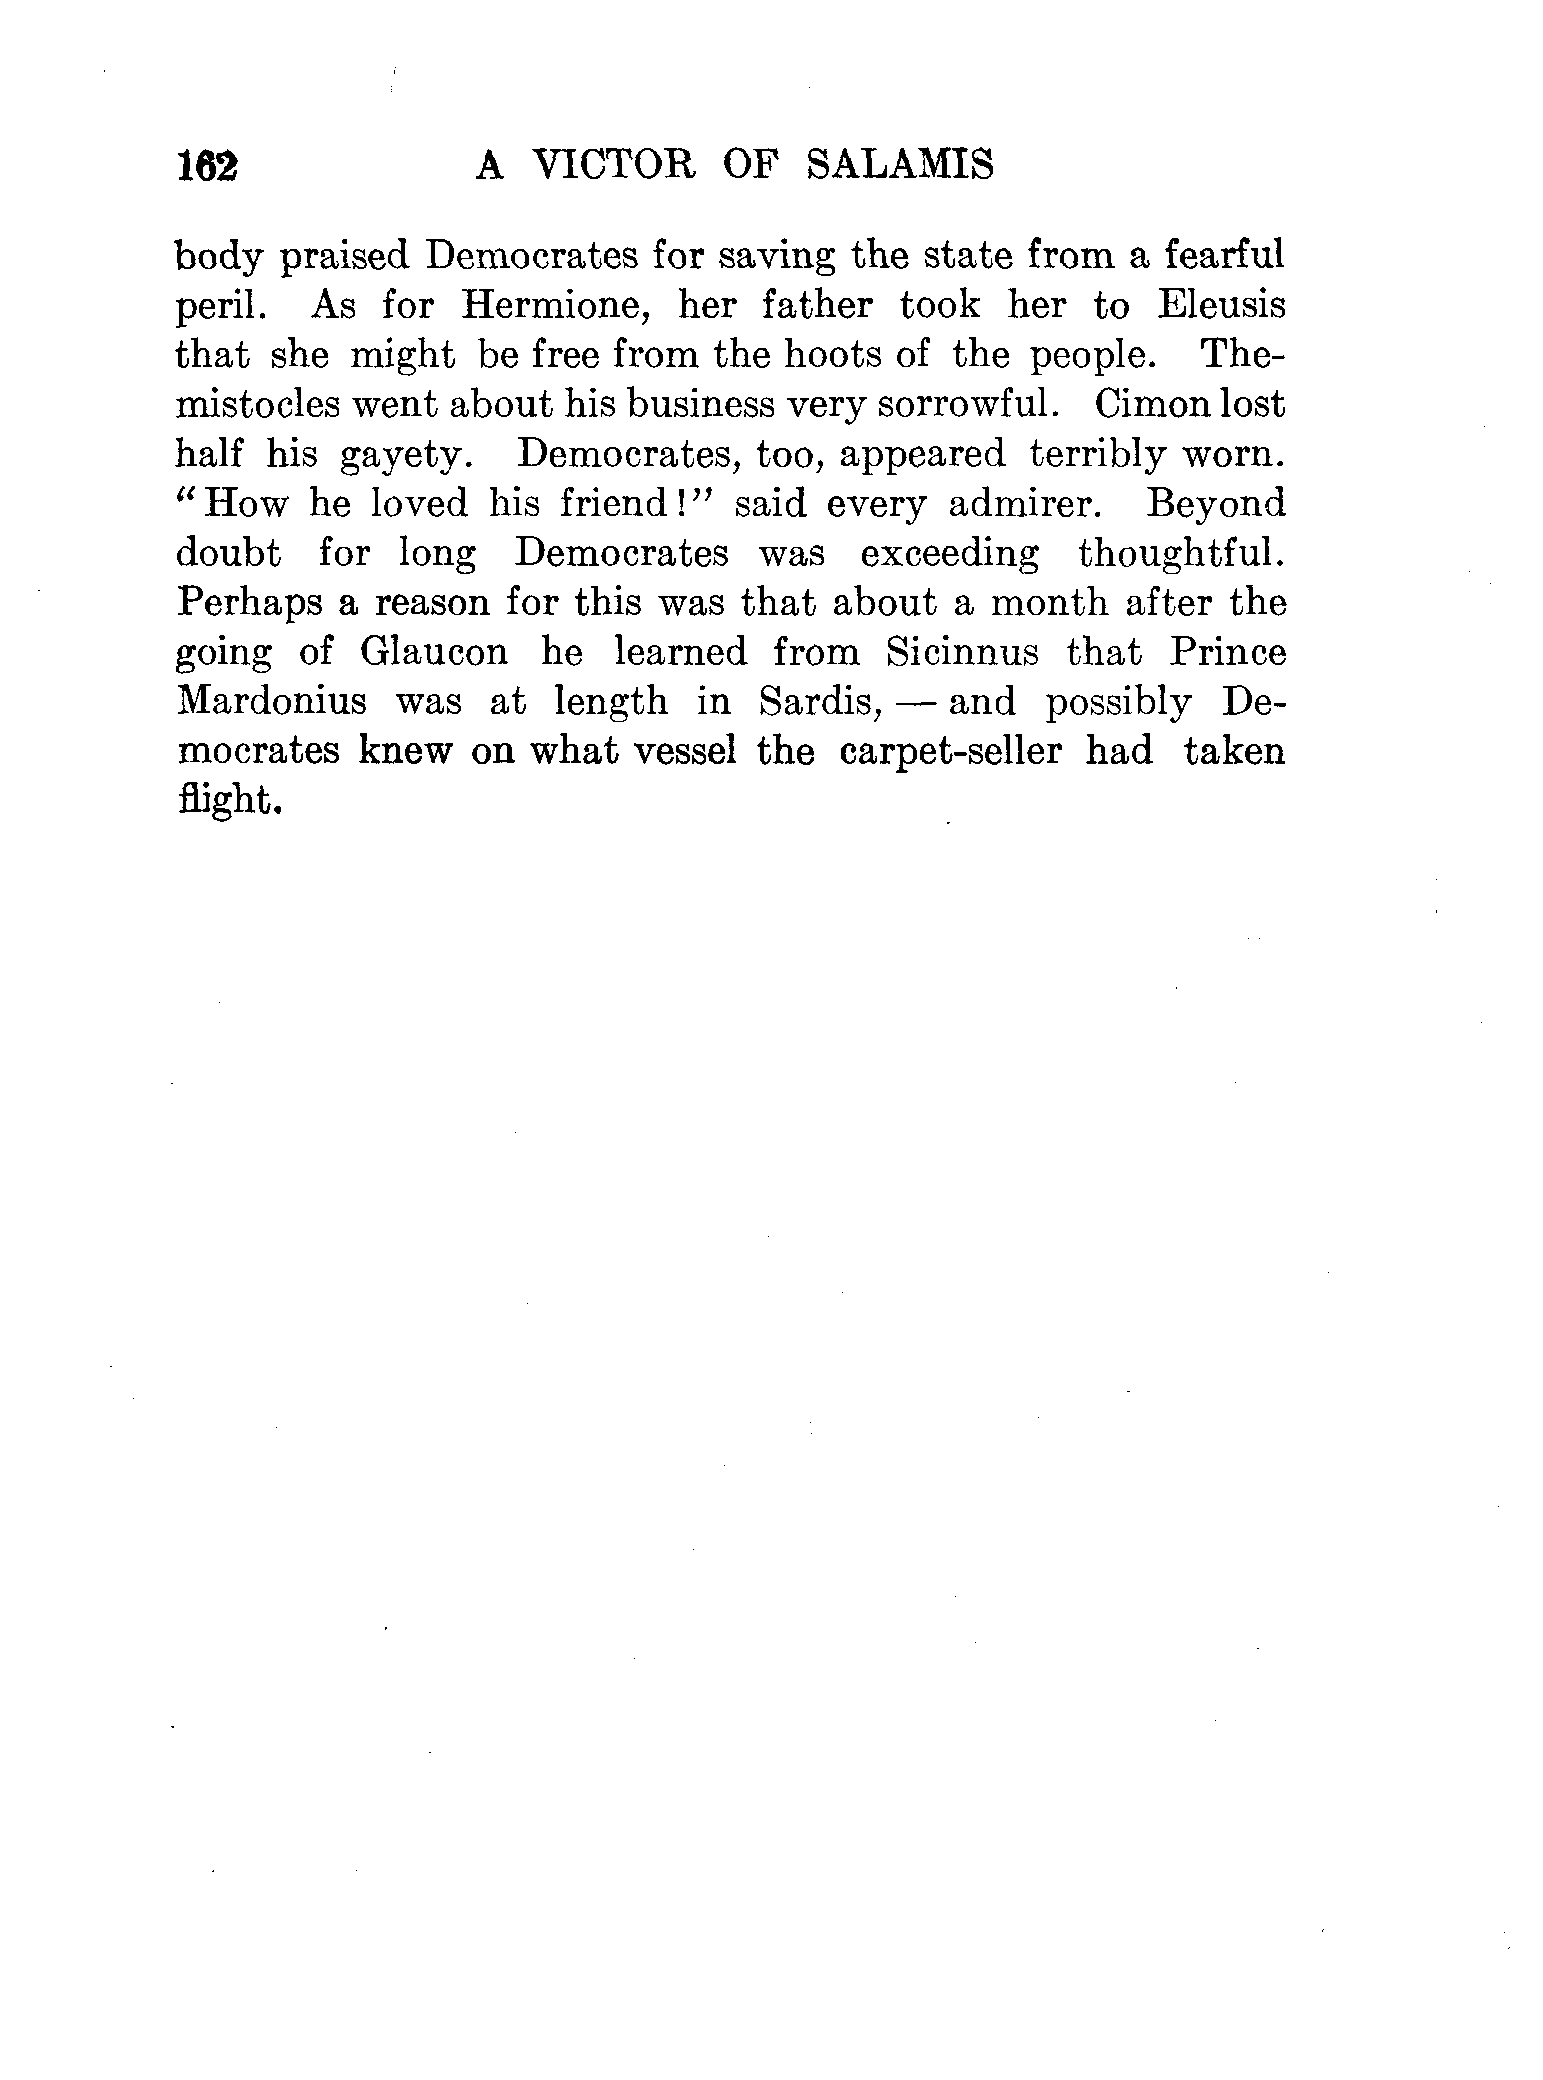 162 A VICTOR OF SALAMIS
body praised Democrates for saving the state from a fearful
peril. As for Hermione, her father took her to Eleusis
that she might be free from the hoots of the people. The-
mistocles went about his business very sorrowful. Cimon lost
half his gayety. Democrates, too, appeared terribly worn.
“How he loved his friend!” said every admirer. Beyond
doubt for long Democrates was exceeding thoughtful.
Perhaps a reason for this was that about a month after the
going of Glaucon he learned from Sicinnus that Prince
Mardonius was at length in Sardis, — and possibly De-
mocrates knew on what vessel the carpet-seller had taken
flight.